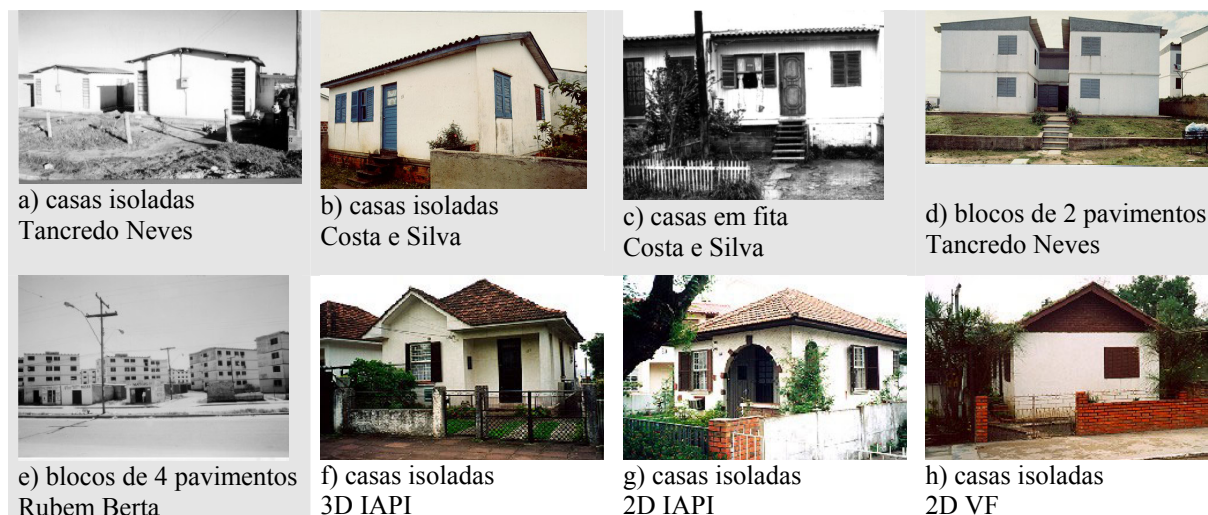 a) casas isoladas
Tancredo Neves
b) casas isoladas
Costa e Silva
c) casas em fita
Costa e Silva
d) blocos de 2 pavimentos
Tancredo Neves
e) blocos de 4 pavimentos
Rubem Berta
f) casas isoladas
3D IAPI
g) casas isoladas
2D IAPI
h) casas isoladas
2D VF